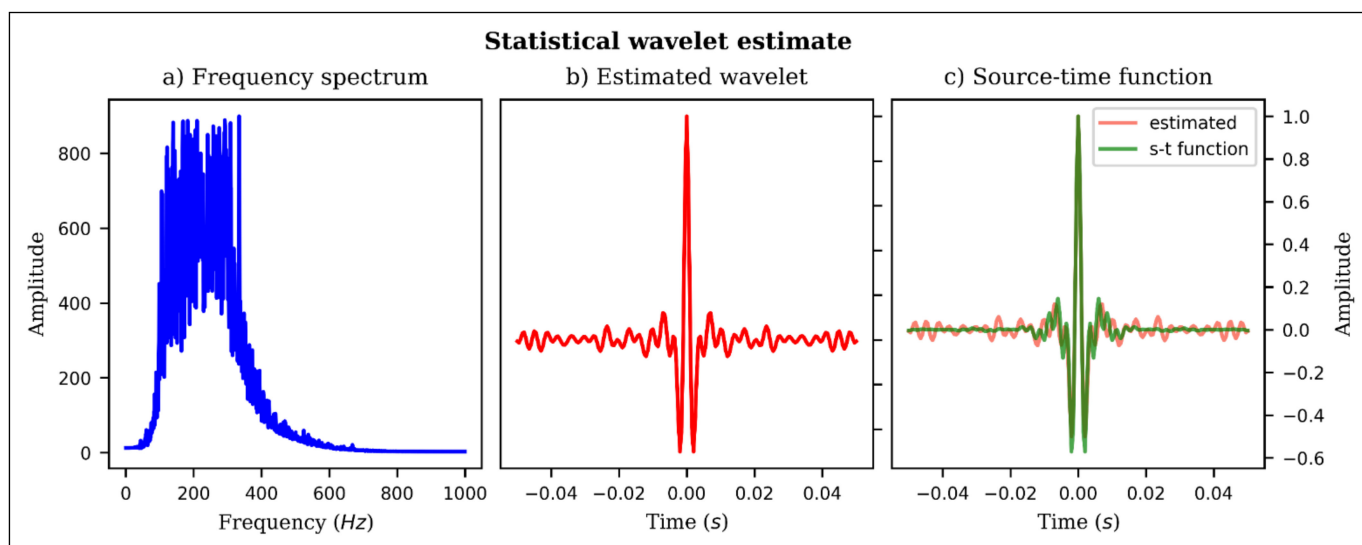 Statistical wavelet estimate
a) Frequency spectrum
b) Estimated wavelet
c) Source-time function
Amplitude
800
600
400
200
0
0 200 400 600 800 1000
Frequency (Hz)
−0.04 −0.02 0.00 0.02 0.04
Time (s)
estimated
s-t function
1.0
0.8
0.6
0.4
0.2
0.0
−0.2
−0.4
−0.6
Amplitude
−0.04 −0.02 0.00 0.02 0.04
Time (s)